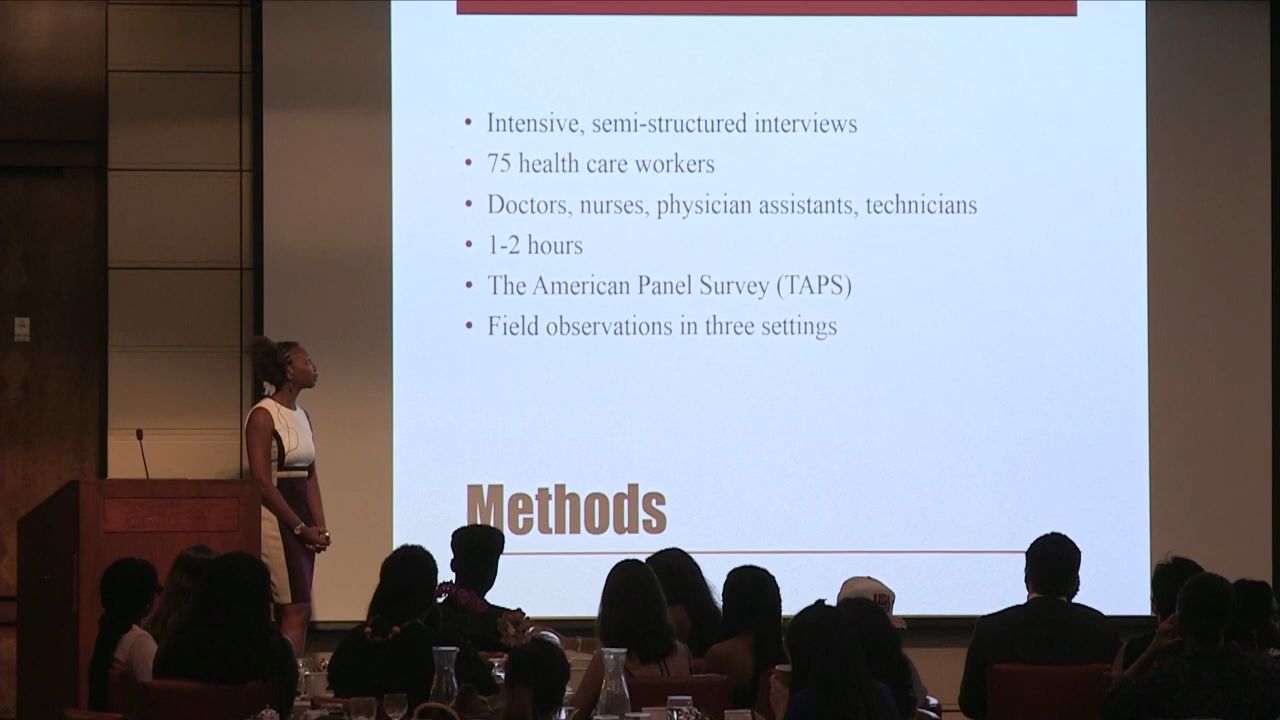 • Intensive, semi-structured interviews
• 75 health care workers
• Doctors, nurses, physician assistants, technicians
• 1-2 hours
• The American Panel Survey (TAPS)
• Field observations in three settings
Methods
USA